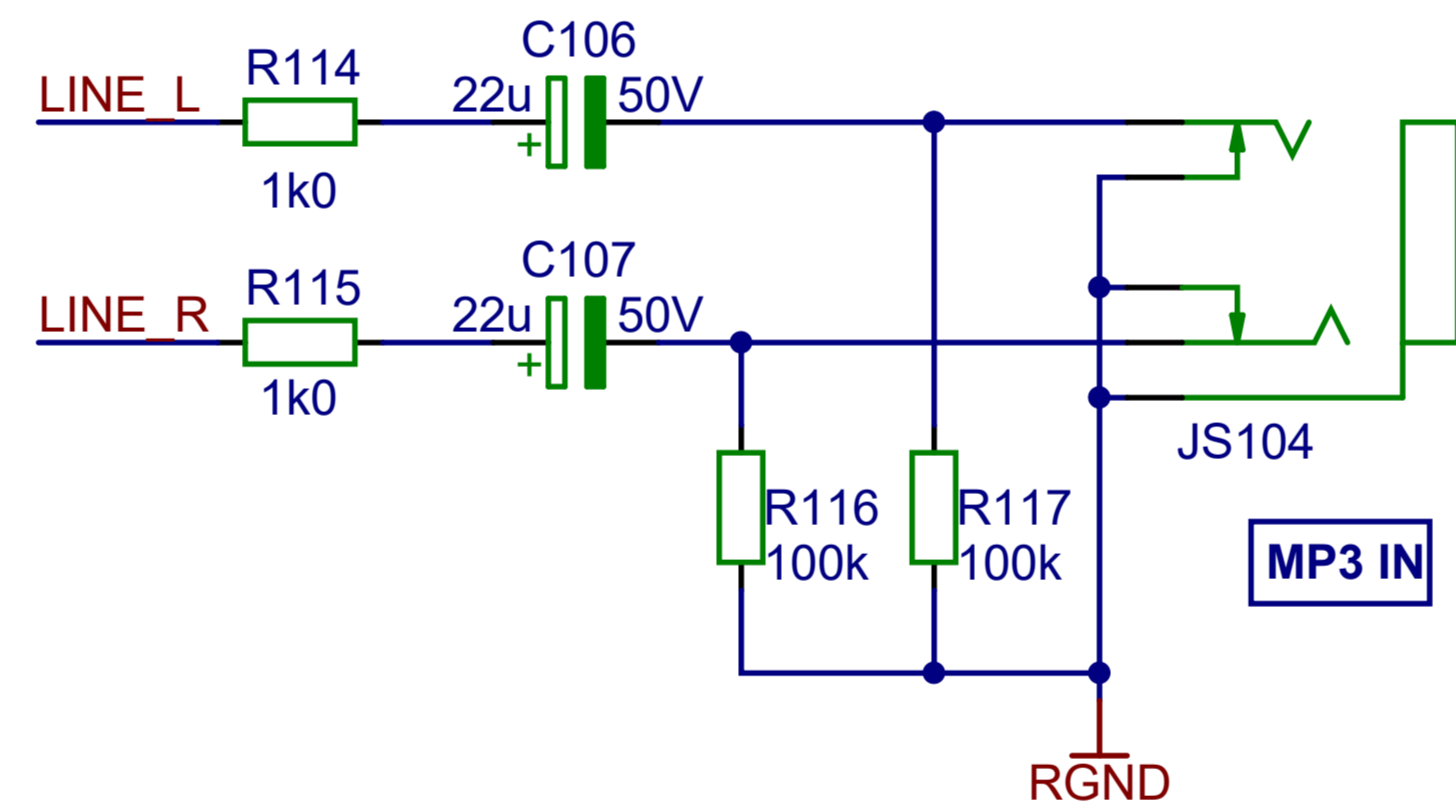 C106
R114
LINE_L
22u
50V
+
1k0
C107
R115
LINE_R
22u
50V
+
1k0
JS104
R116
100k
R117
100k
MP3 IN
RGND